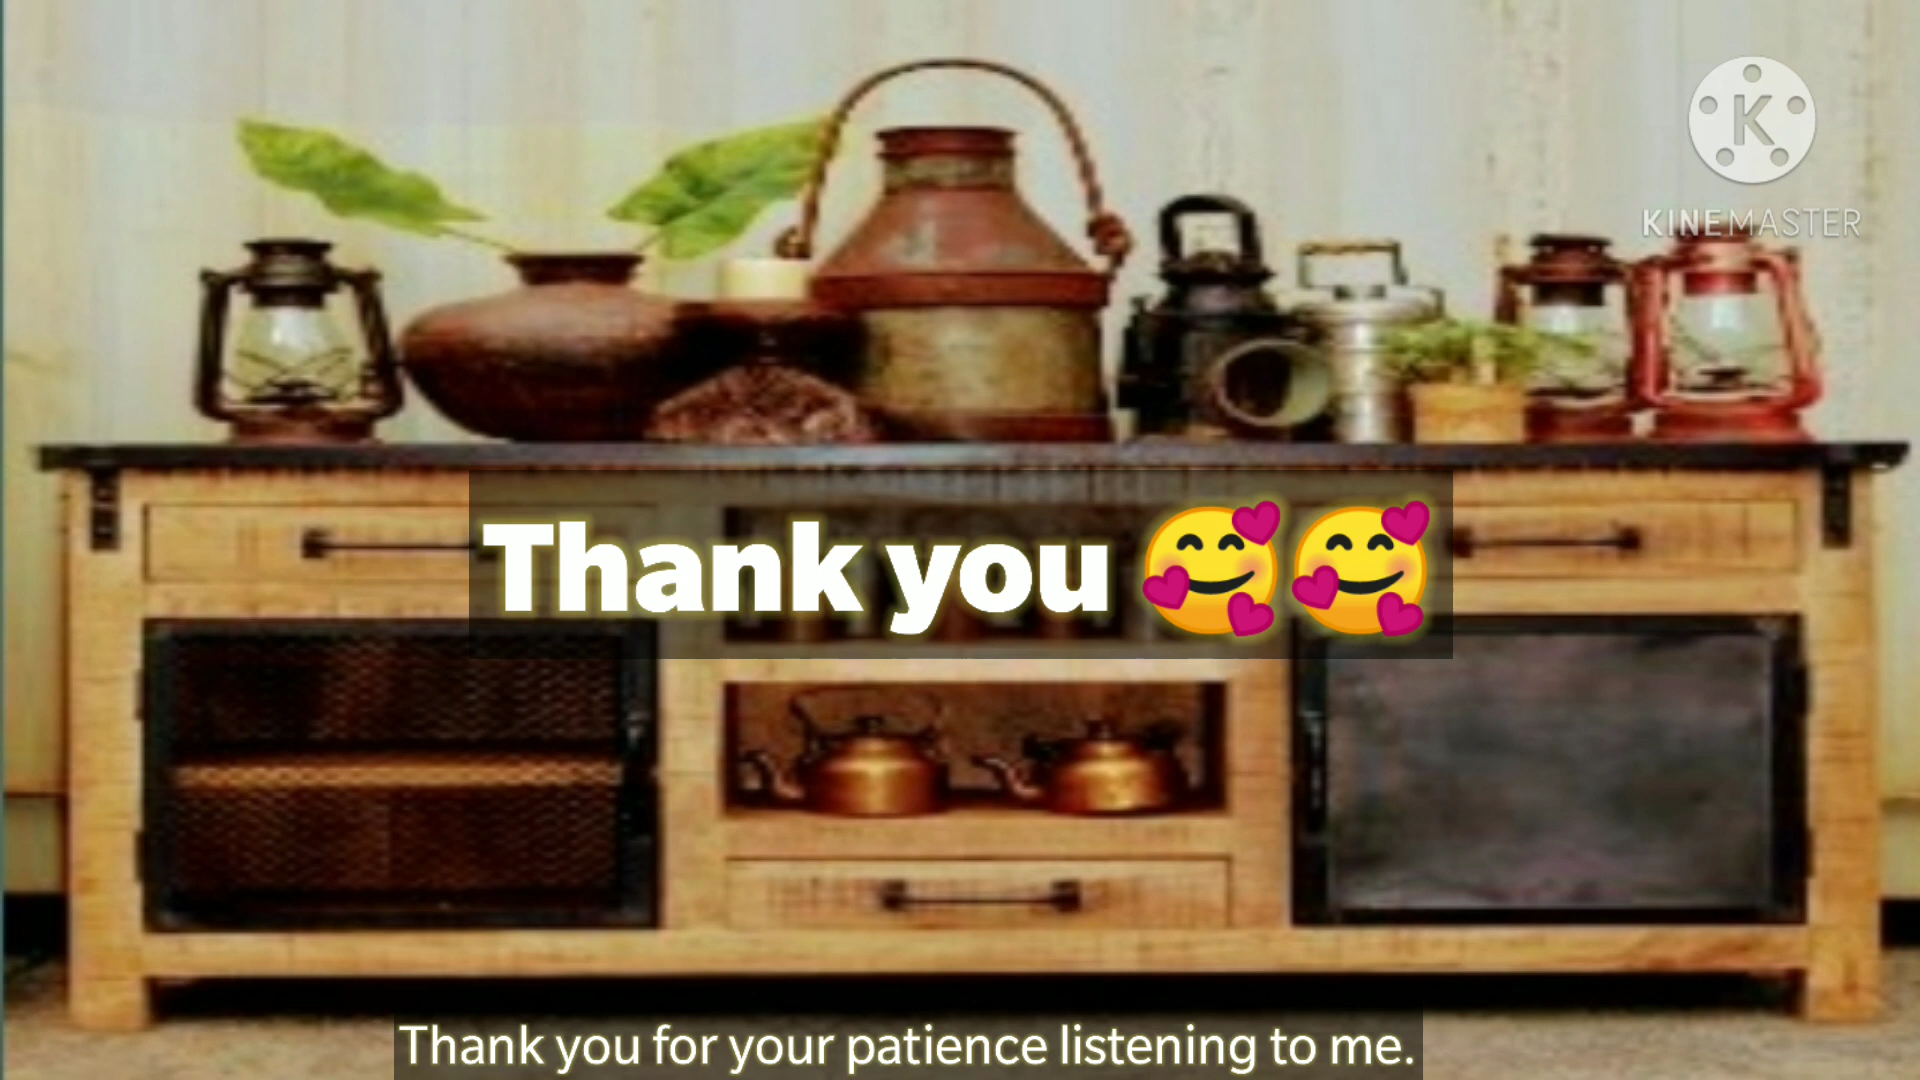 K
KINEMASTER
Thank you 🥰🥰
Thank you for your patience listening to me.